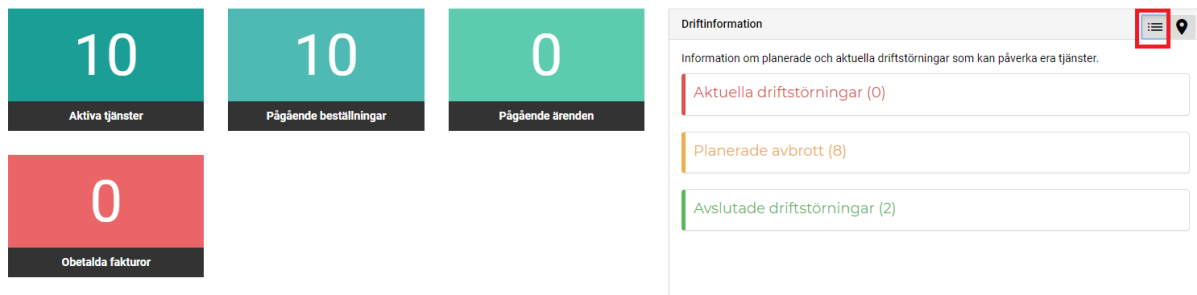 10
Aktiva tjänster
10
Pågående beställningar
0
Pågående ärenden
0
Obetalda fakturor
Driftinformation
Information om planerade och aktuella driftstörningar som kan påverka era tjänster.
Aktuella driftstörningar (0)
Planerade avbrott (8)
Avslutade driftstörningar (2)